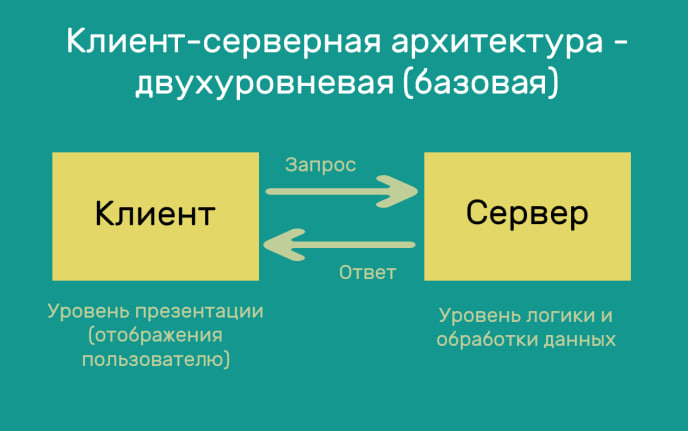 Клиент-серверная архитектура -
двухуровневая (базовая)
Запрос
Клиент
Сервер
Ответ
Уровень презентации
(отображения
пользователю)
Уровень логики и
обработки данных